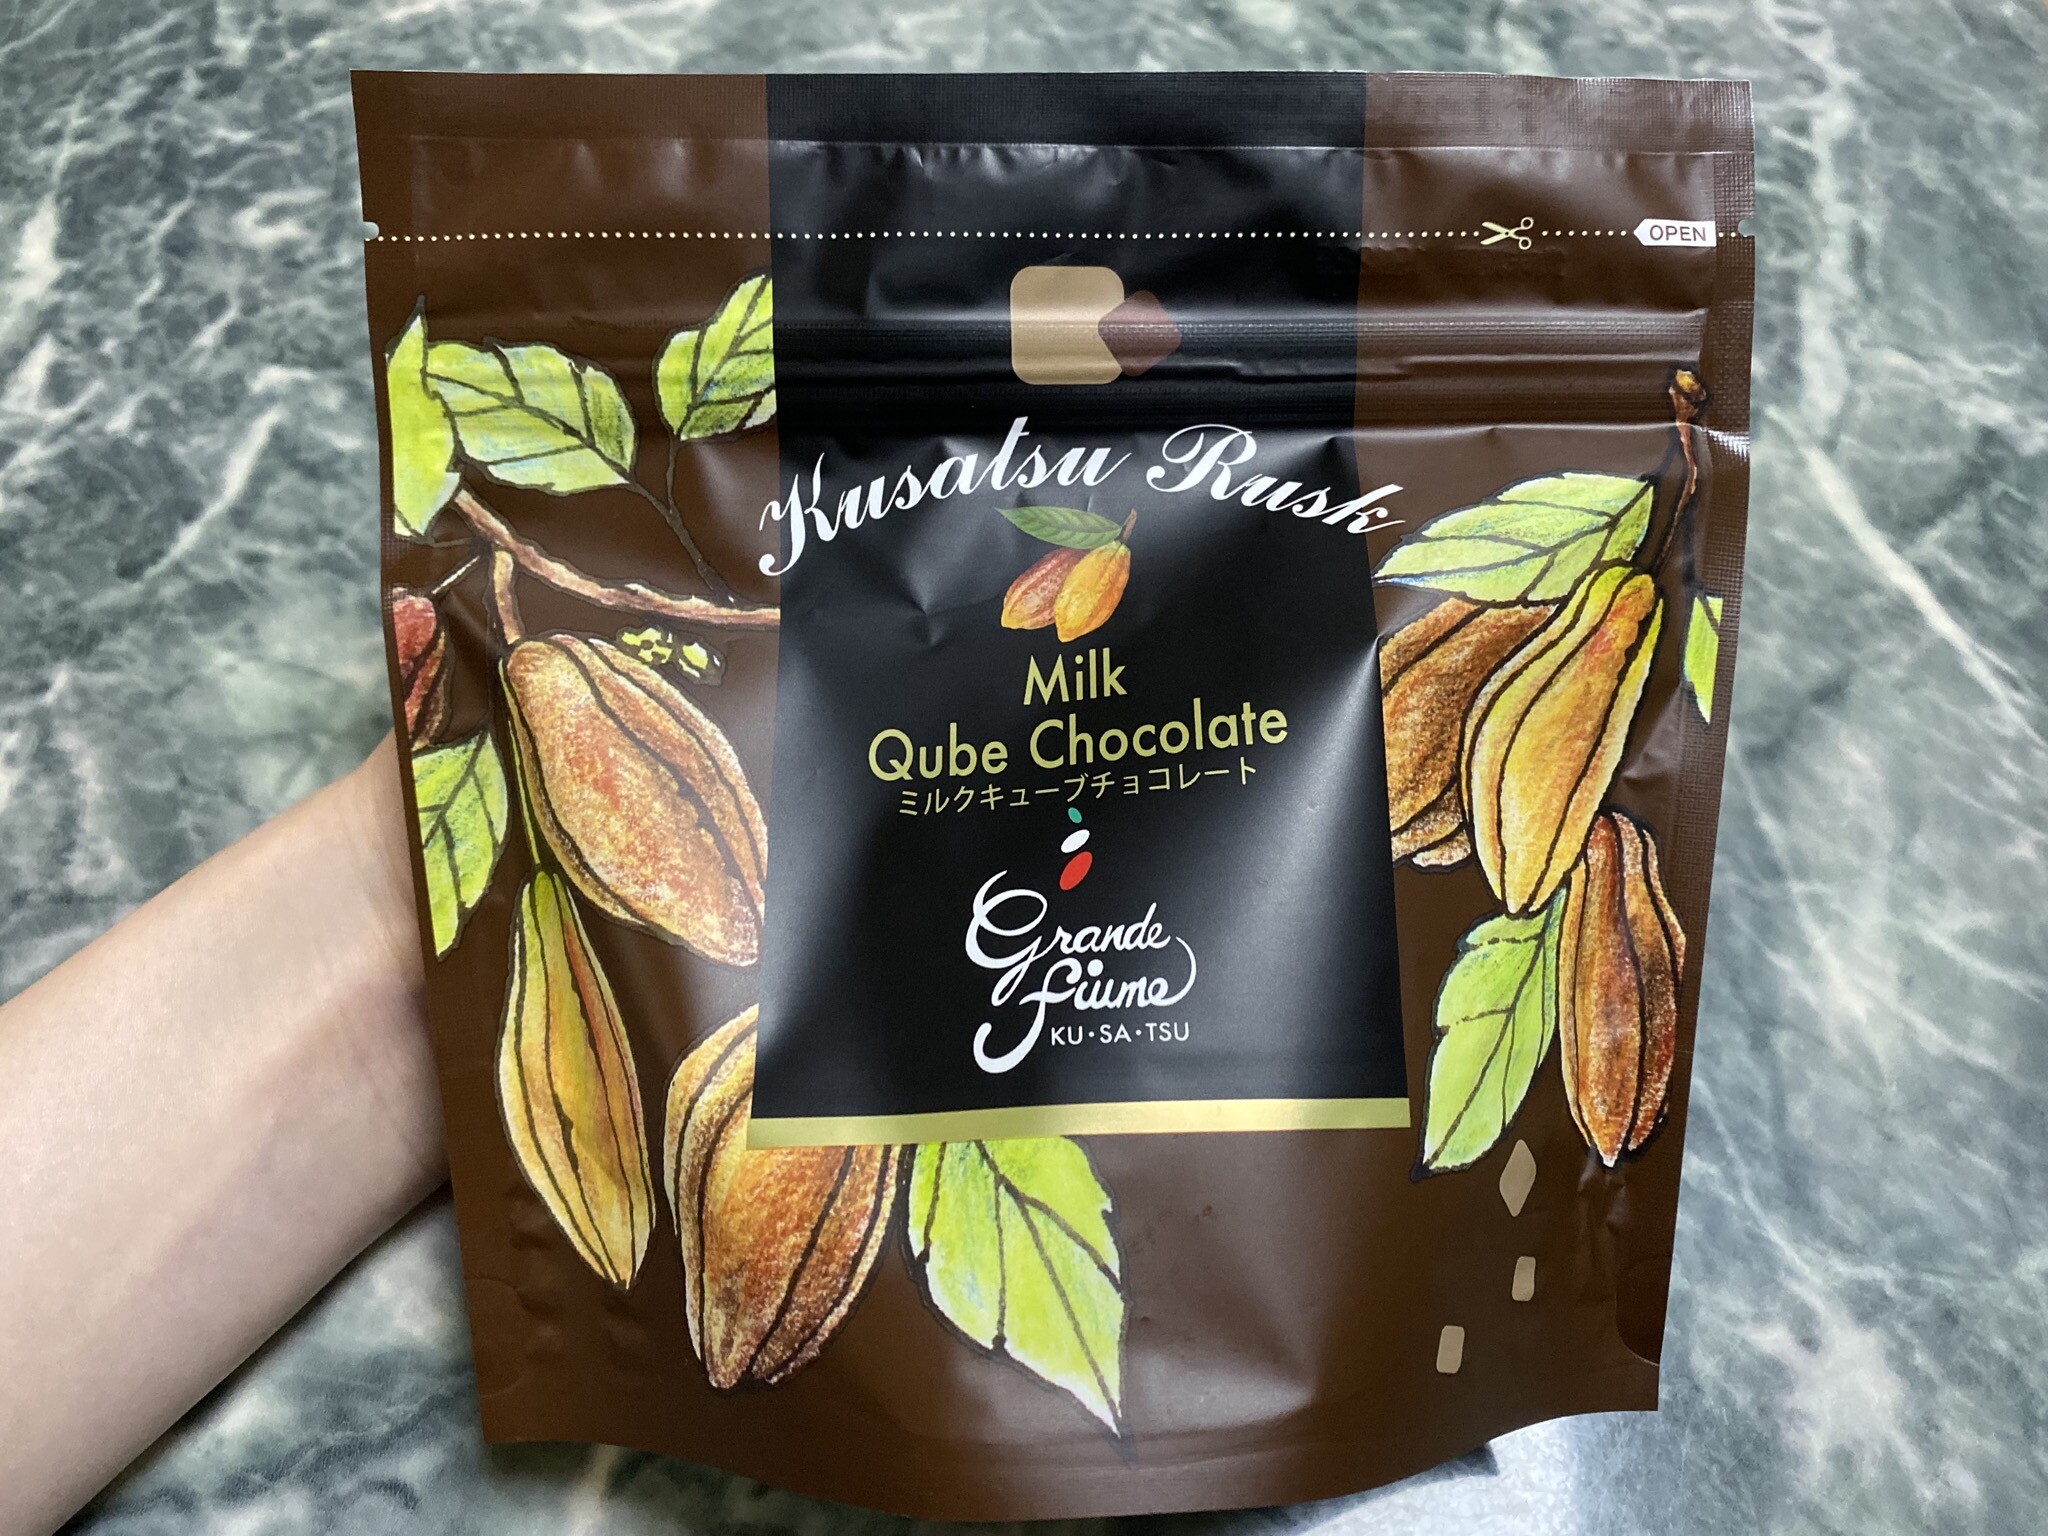 OPEN
Kusatsu Rusk
Milk
Qube Chocolate
ミルクキューブチョコレート
Grande
fiume
KU・SA・TSU